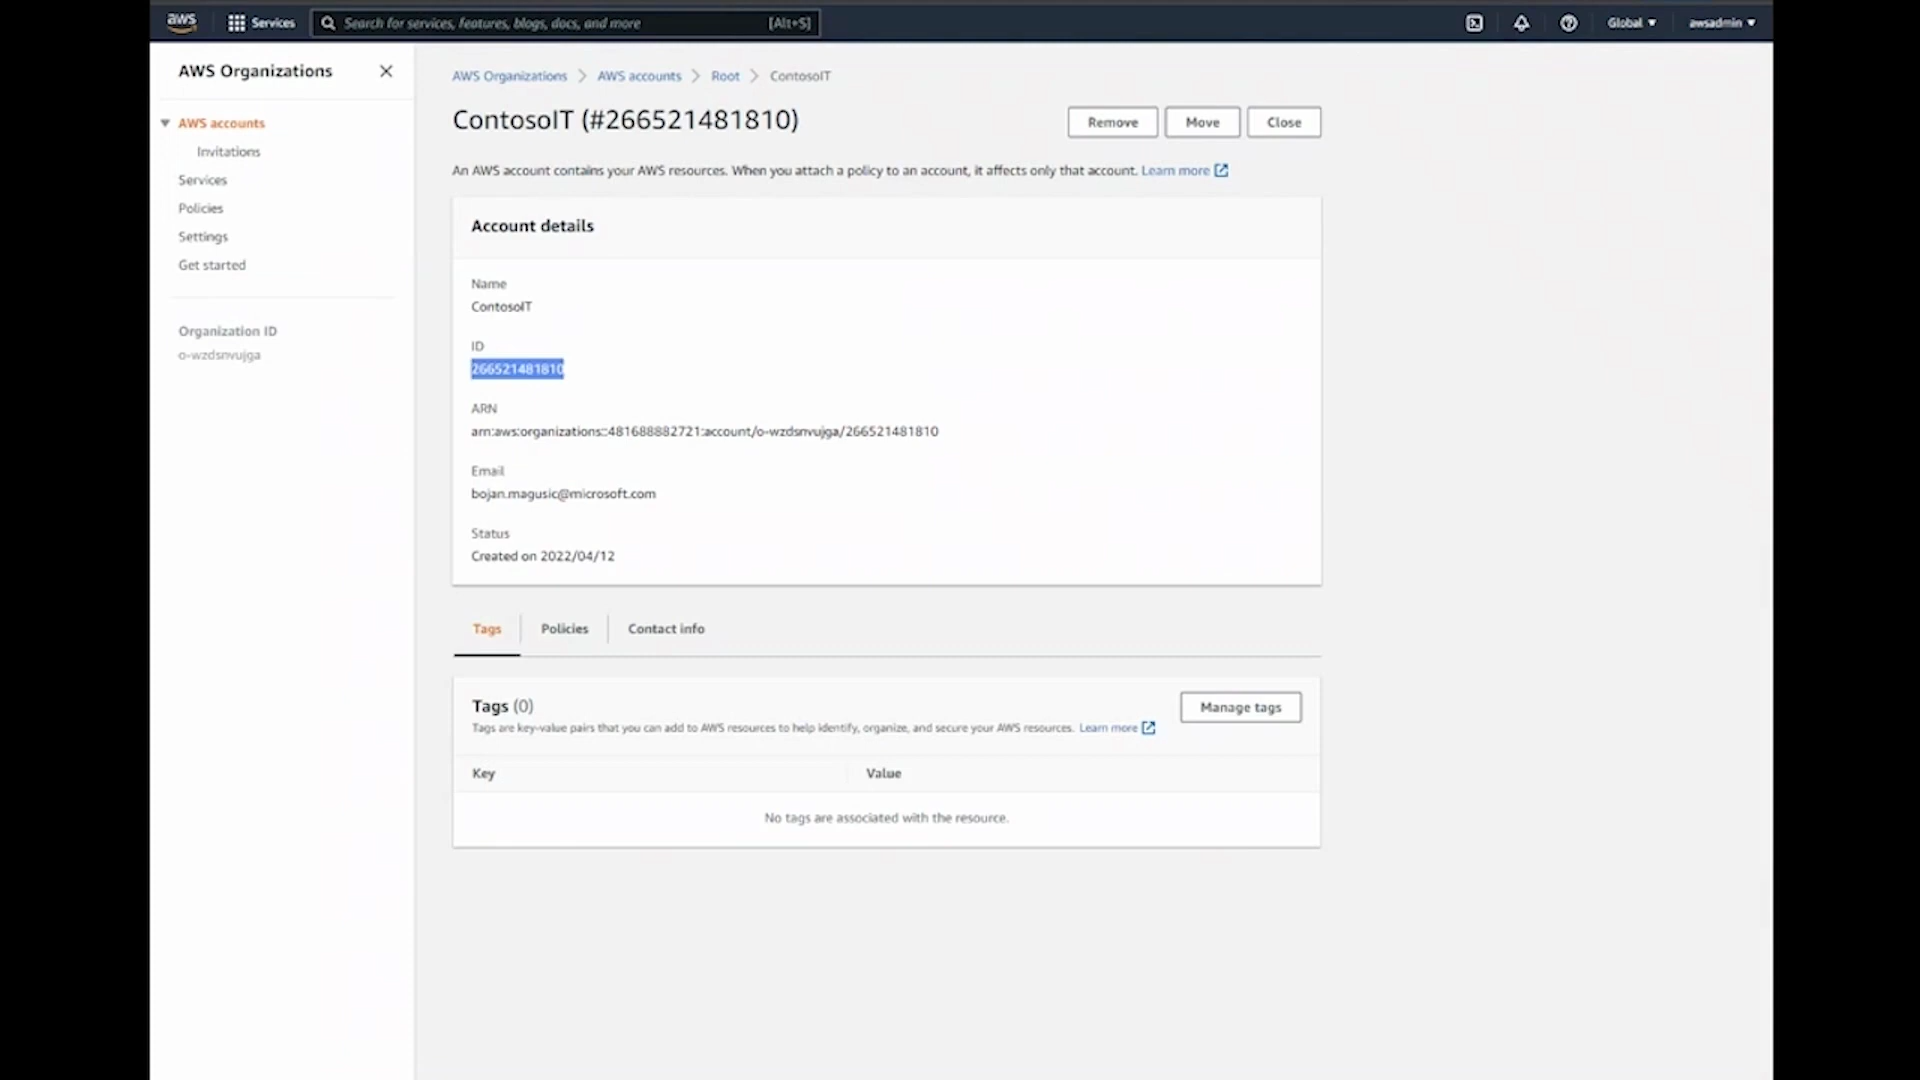 aws
Services
Search for services, features, blogs, docs, and more
[Alt+S]
Global
awsadmin
AWS Organizations
AWS accounts
Invitations
Services
Policies
Settings
Get started
Organization ID
o-wzdsnvujga
AWS Organizations
AWS accounts
Root
ContosoIT
ContosoIT (#266521481810)
Remove
Move
Close
An AWS account contains your AWS resources. When you attach a policy to an account, it affects only that account. Learn more
Account details
Name
ContosoIT
ID
266521481810
ARN
arn:aws:organizations::481688882721:account/o-wzdsnvujga/266521481810
Email
bojan.magusic@microsoft.com
Status
Created on 2022/04/12
Tags
Policies
Contact info
Tags (0)
Tags are key-value pairs that you can add to AWS resources to help identify, organize, and secure your AWS resources. Learn more
Manage tags
Key
Value
No tags are associated with the resource.